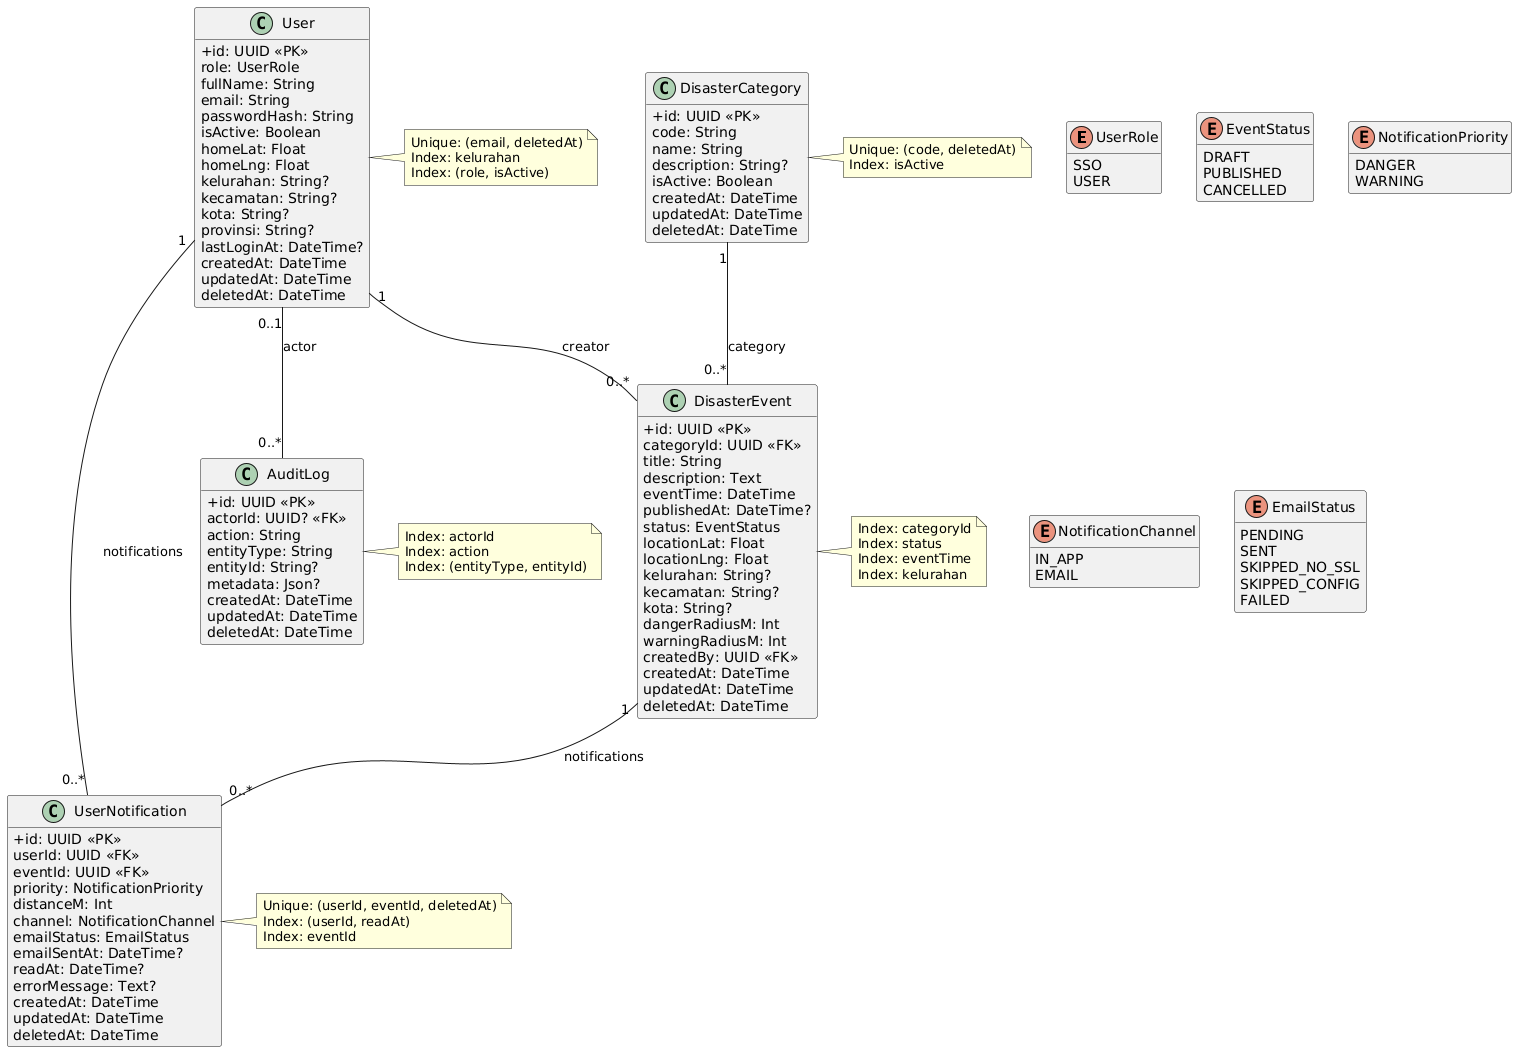 User
+id: UUID «PK»
role: UserRole
fullName: String
email: String
passwordHash: String
isActive: Boolean
homeLat: Float
homeLng: Float
kelurahan: String?
kecamatan: String?
kota: String?
provinsi: String?
lastLoginAt: DateTime?
createdAt: DateTime
updatedAt: DateTime
deletedAt: DateTime
Unique: (email, deletedAt)
Index: kelurahan
Index: (role, isActive)
DisasterCategory
+id: UUID «PK»
code: String
name: String
description: String?
isActive: Boolean
createdAt: DateTime
updatedAt: DateTime
deletedAt: DateTime
Unique: (code, deletedAt)
Index: isActive
UserRole
SSO
USER
EventStatus
DRAFT
PUBLISHED
CANCELLED
NotificationPriority
DANGER
WARNING
1
0..1
actor
0..*
1
creator
0..*
1
category
0..*
AuditLog
+id: UUID «PK»
actorId: UUID? «FK»
action: String
entityType: String
entityId: String?
metadata: Json?
createdAt: DateTime
updatedAt: DateTime
deletedAt: DateTime
Index: actorId
Index: action
Index: (entityType, entityId)
DisasterEvent
+id: UUID «PK»
categoryId: UUID «FK»
title: String
description: Text
eventTime: DateTime
publishedAt: DateTime?
status: EventStatus
locationLat: Float
locationLng: Float
kelurahan: String?
kecamatan: String?
kota: String?
dangerRadiusM: Int
warningRadiusM: Int
createdBy: UUID «FK»
createdAt: DateTime
updatedAt: DateTime
deletedAt: DateTime
Index: categoryId
Index: status
Index: eventTime
Index: kelurahan
NotificationChannel
IN_APP
EMAIL
EmailStatus
PENDING
SENT
SKIPPED_NO_SSL
SKIPPED_CONFIG
FAILED
notifications
0..*
1
notifications
0..*
UserNotification
+id: UUID «PK»
userId: UUID «FK»
eventId: UUID «FK»
priority: NotificationPriority
distanceM: Int
channel: NotificationChannel
emailStatus: EmailStatus
emailSentAt: DateTime?
readAt: DateTime?
errorMessage: Text?
createdAt: DateTime
updatedAt: DateTime
deletedAt: DateTime
Unique: (userId, eventId, deletedAt)
Index: (userId, readAt)
Index: eventId